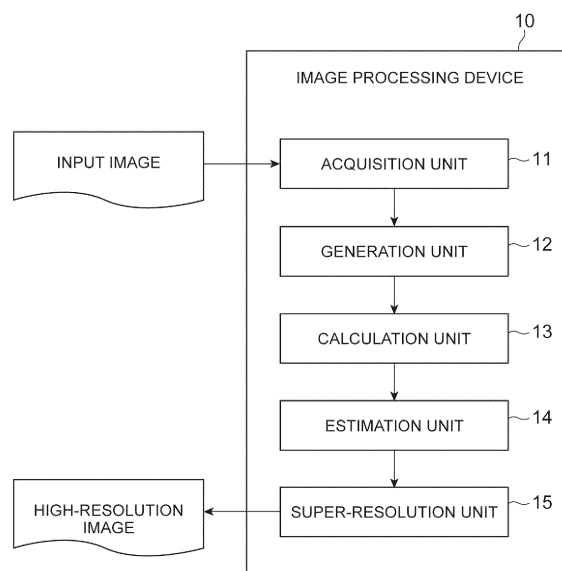 10
IMAGE PROCESSING DEVICE
INPUT IMAGE
ACQUISITION UNIT
11
GENERATION UNIT
12
CALCULATION UNIT
13
ESTIMATION UNIT
14
HIGH-RESOLUTION
IMAGE
SUPER-RESOLUTION UNIT
15